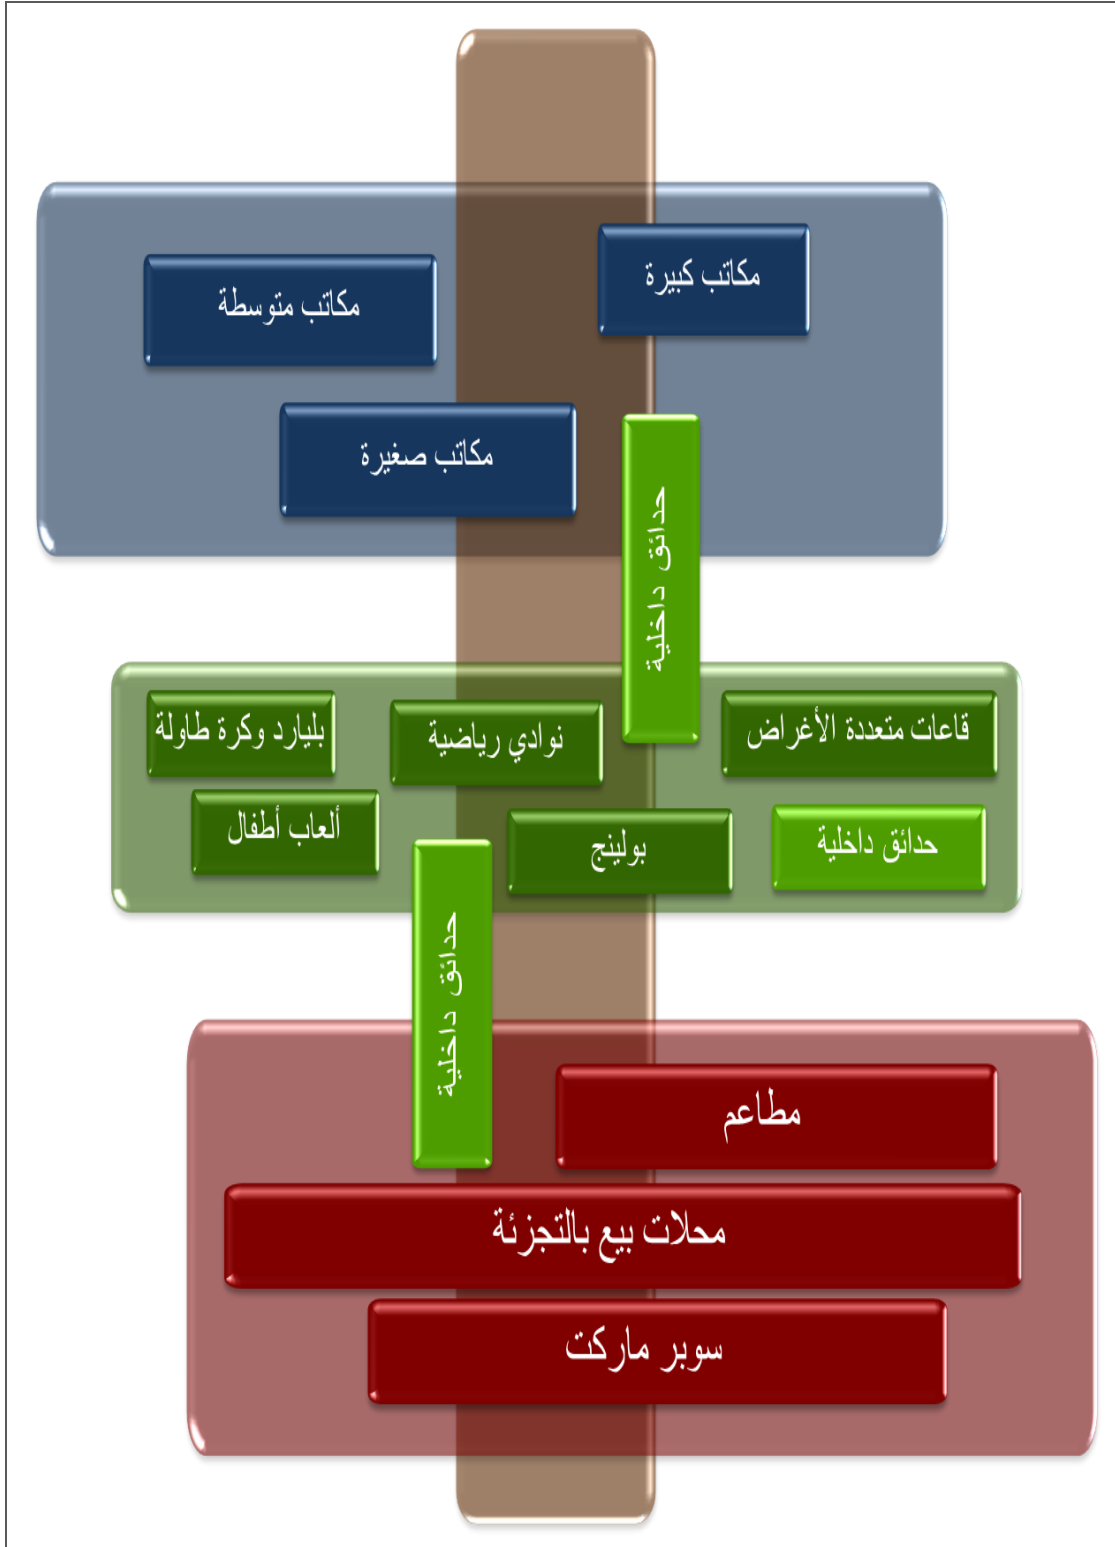 مكاتب كبيرة
مكاتب متوسطة
مكاتب صغيرة
حدائق داخلية
قاعات متعددة الأغراض
نوادي رياضية
بليارد وكرة طاولة
حدائق داخلية
بولينج
ألعاب أطفال
حدائق داخلية
مطاعم
محلات بيع بالتجزئة
سوبر ماركت